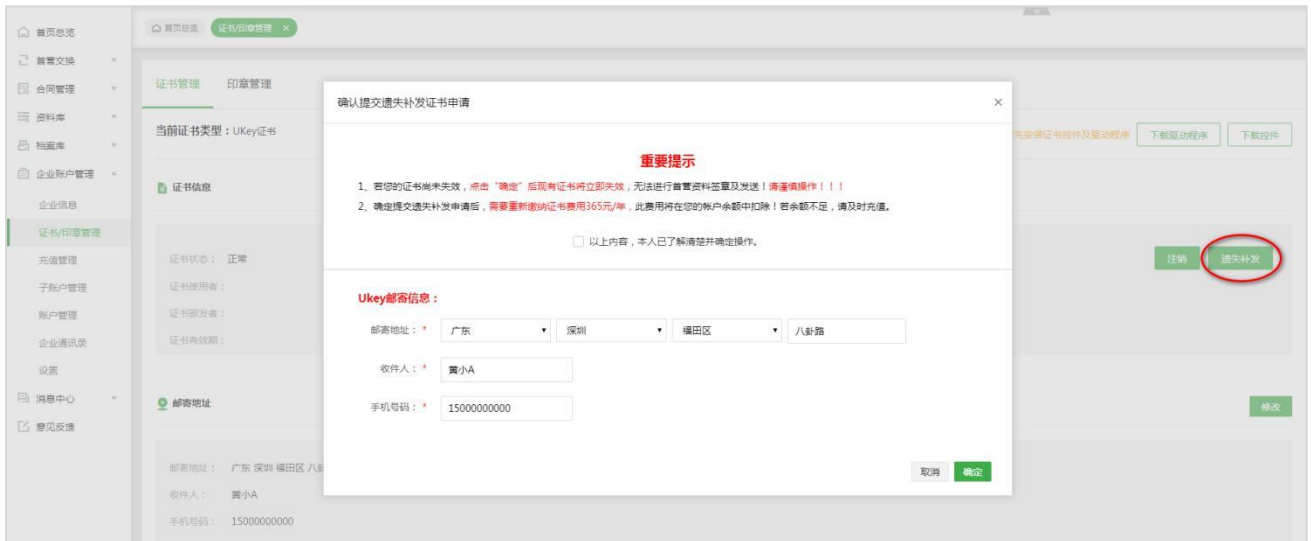 首页总览
首营交换
合同管理
资料库
档案库
企业账户管理
企业信息
证书/印章管理
充值管理
子账户管理
账户管理
企业通讯录
设置
消息中心
意见反馈
首页总览 证书/印章管理 ×
证书管理 印章管理
当前证书类型：UKey证书
先安装证书控件及驱动程序 下载驱动程序 下载控件
证书信息
证书状态： 正常
注销 遗失补发
证书使用者：
证书颁发者：
证书有效期：
邮寄地址
修改
邮寄地址： 广东 深圳 福田区 八卦
收件人： 黄小A
手机号码： 15000000000
确认提交遗失补发证书申请 ×
重要提示
1、若您的证书尚未失效，点击“确定”后现有证书将立即失效，无法进行首营资料签章及发送！请谨慎操作！！！
2、确定提交遗失补发申请后，需要重新缴纳证书费用365元/年，此费用将在您的帐户余额中扣除！若余额不足，请及时充值。
以上内容，本人已了解清楚并确定操作。
Ukey邮寄信息：
邮寄地址：* 广东 深圳 福田区 八卦路
收件人：* 黄小A
手机号码：* 15000000000
取消 确定